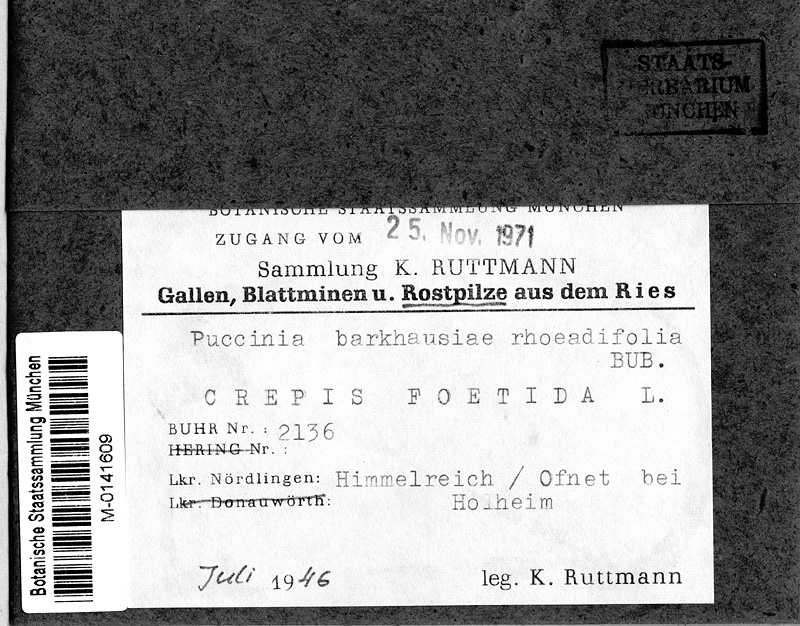 STAATS-
HERBARIUM
MÜNCHEN
BOTANISCHE STAATSSAMMLUNG MÜNCHEN
ZUGANG VOM 25. Nov. 1971
Sammlung K. RUTTMANN
Gallen, Blattminen u. Rostpilze aus dem Ries
Puccinia barkhausiae rhoeadifolia
BUB.
CREPIS FOETIDA L.
BUHR Nr. : 2136
HERING Nr. :
Lkr. Nördlingen: Himmelreich / Ofnet bei
Lkr. Donauwörth: Holheim
Juli 1946 leg. K. Ruttmann
Botanische Staatssammlung München
M-0141609